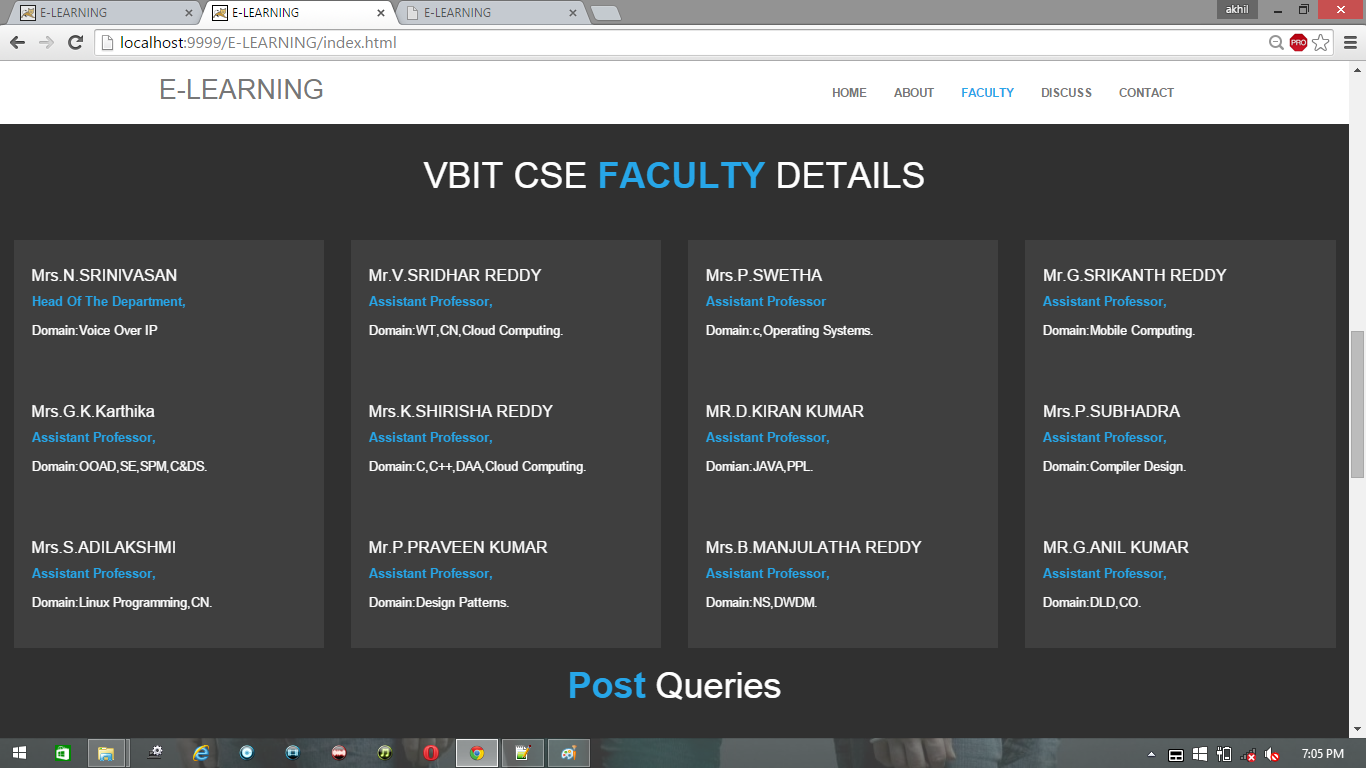 E-LEARNING
E-LEARNING
E-LEARNING
akhil
localhost:9999/E-LEARNING/index.html
PRO
E-LEARNING
HOME ABOUT FACULTY DISCUSS CONTACT
VBIT CSE FACULTY DETAILS
Mrs.N.SRINIVASAN
Head Of The Department,
Domain:Voice Over IP
Mr.V.SRIDHAR REDDY
Assistant Professor,
Domain:WT,CN,Cloud Computing.
Mrs.P.SWETHA
Assistant Professor
Domain:c,Operating Systems.
Mr.G.SRIKANTH REDDY
Assistant Professor,
Domain:Mobile Computing.
Mrs.G.K.Karthika
Assistant Professor,
Domain:OOAD,SE,SPM,C&DS.
Mrs.K.SHIRISHA REDDY
Assistant Professor,
Domain:C,C++,DAA,Cloud Computing.
MR.D.KIRAN KUMAR
Assistant Professor,
Domian:JAVA,PPL.
Mrs.P.SUBHADRA
Assistant Professor,
Domain:Compiler Design.
Mrs.S.ADILAKSHMI
Assistant Professor,
Domain:Linux Programming,CN.
Mr.P.PRAVEEN KUMAR
Assistant Professor,
Domain:Design Patterns.
Mrs.B.MANJULATHA REDDY
Assistant Professor,
Domain:NS,DWDM.
MR.G.ANIL KUMAR
Assistant Professor,
Domain:DLD,CO.
Post Queries
7:05 PM